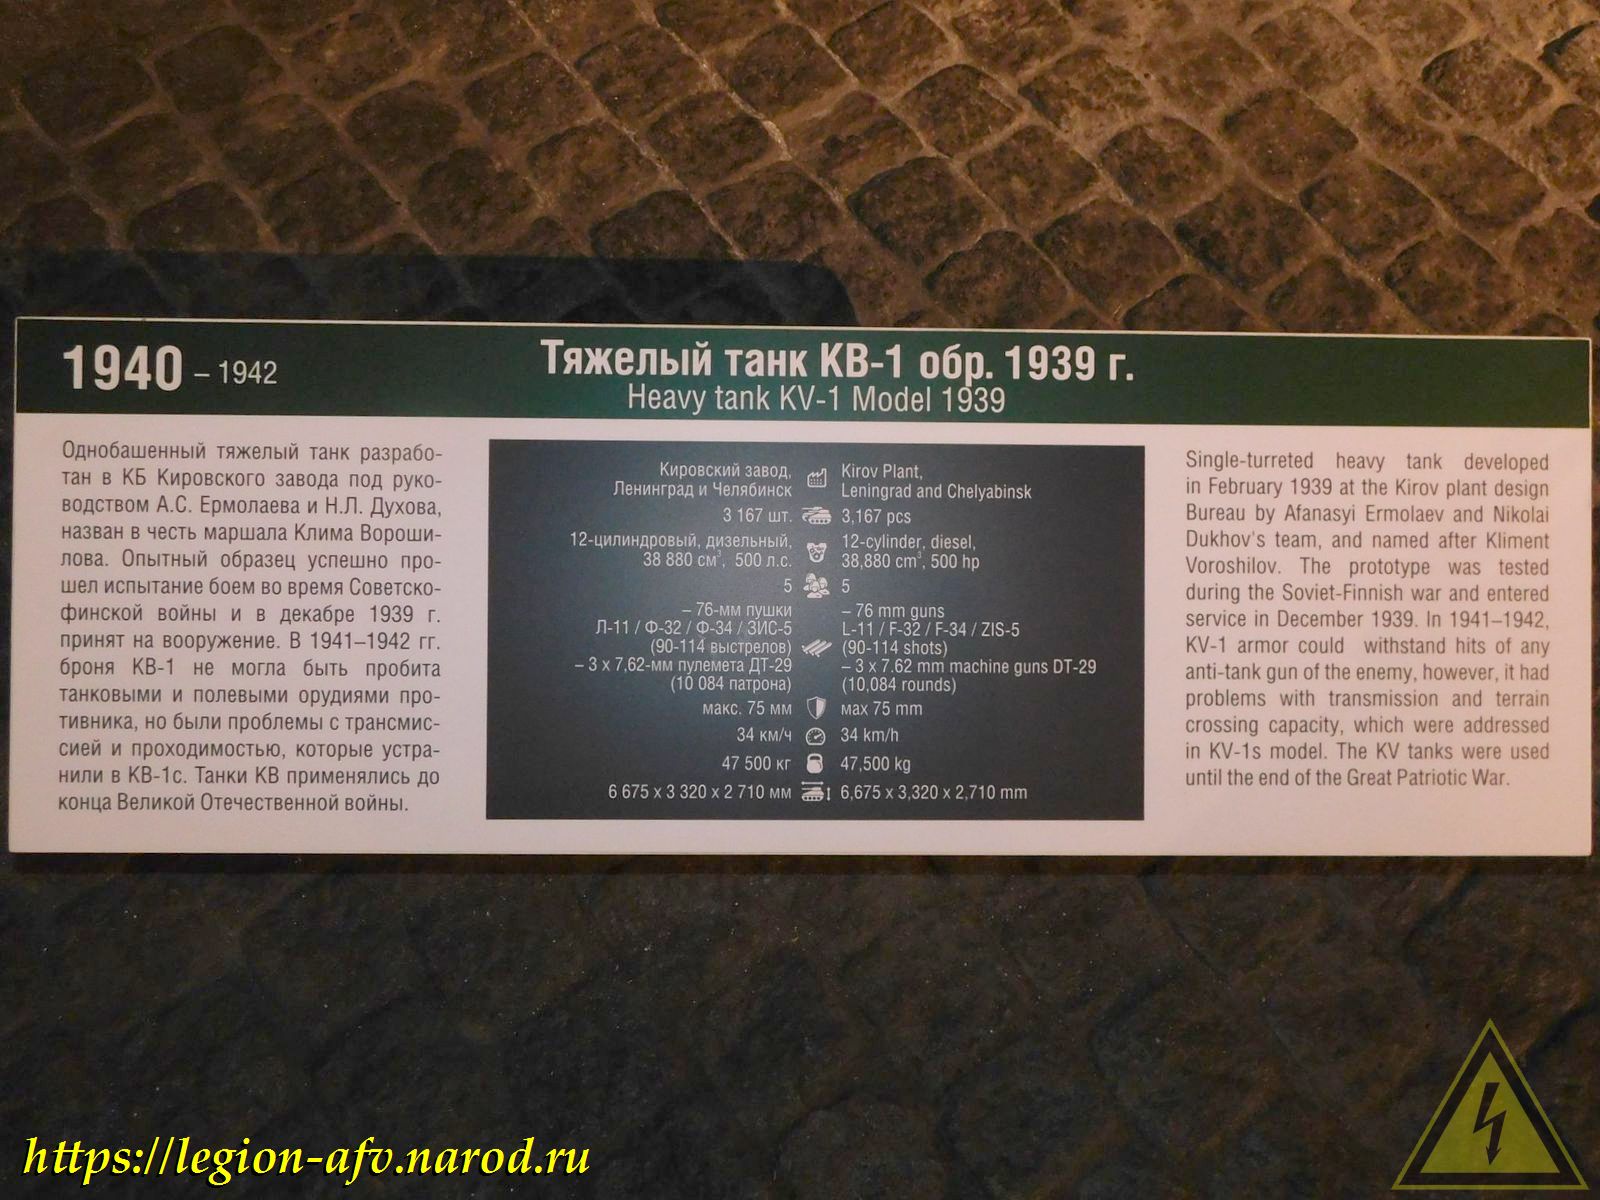 1940 – 1942
Тяжелый танк КВ-1 обр. 1939 г.
Heavy tank KV-1 Model 1939
Однобашенный тяжелый танк разрабо-
тан в КБ Кировского завода под руко-
водством А.С. Ермолаева и Н.Л. Духова,
назван в честь маршала Клима Вороши-
лова. Опытный образец успешно про-
шел испытание боем во время Советско-
финской войны и в декабре 1939 г.
принят на вооружение. В 1941–1942 гг.
броня КВ-1 не могла быть пробита
танковыми и полевыми орудиями про-
тивника, но были проблемы с трансмис-
сией и проходимостью, которые устра-
нили в КВ-1с. Танки КВ применялись до
конца Великой Отечественной войны.
Кировский завод,
Ленинград и Челябинск
3 167 шт.
12-цилиндровый, дизельный,
38 880 см³, 500 л.с.
5
– 76-мм пушки
Л-11 / Ф-32 / Ф-34 / ЗИС-5
(90-114 выстрелов)
– 3 х 7,62-мм пулемета ДТ-29
(10 084 патрона)
макс. 75 мм
34 км/ч
47 500 кг
6 675 х 3 320 х 2 710 мм
Kirov Plant,
Leningrad and Chelyabinsk
3,167 pcs
12-cylinder, diesel,
38,880 cm³, 500 hp
5
– 76 mm guns
L-11 / F-32 / F-34 / ZIS-5
(90-114 shots)
– 3 x 7.62 mm machine guns DT-29
(10,084 rounds)
max 75 mm
34 km/h
47,500 kg
6,675 x 3,320 x 2,710 mm
Single-turreted heavy tank developed
in February 1939 at the Kirov plant design
Bureau by Afanasyi Ermolaev and Nikolai
Dukhov's team, and named after Kliment
Voroshilov. The prototype was tested
during the Soviet-Finnish war and entered
service in December 1939. In 1941–1942,
KV-1 armor could withstand hits of any
anti-tank gun of the enemy, however, it had
problems with transmission and terrain
crossing capacity, which were addressed
in KV-1s model. The KV tanks were used
until the end of the Great Patriotic War.
https://legion-afv.narod.ru